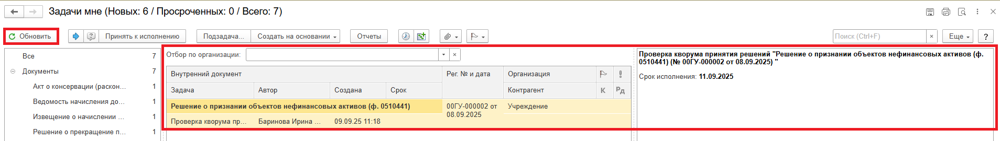 Задачи мне (Новых: 6 / Просроченных: 0 / Всего: 7)
Обновить
Принять к исполнению
Подзадача...
Создать на основании
Отчеты
Поиск (Ctrl+F)
×
Еще
?
Все 7
Документы 7
Акт о консервации (раскон... 1
Ведомость начисления до... 1
Извещение о начислении ... 1
Решение о прекращение п... 1
Отбор по организации:
Внутренний документ
Рег. № и дата
Организация
Задача
Автор
Создана
Срок
Контрагент
К
Рд
Решение о признании объектов нефинансовых активов (ф. 0510441)
00ГУ-000002 от
08.09.2025
Учреждение
Проверка кворума пр...
Баринова Ирина ...
09.09.25 11:18
Проверка кворума принятия решений "Решение о признании объектов нефинансовых активов (ф.
0510441) (№ 00ГУ-000002 от 08.09.2025) "
Срок исполнения: 11.09.2025